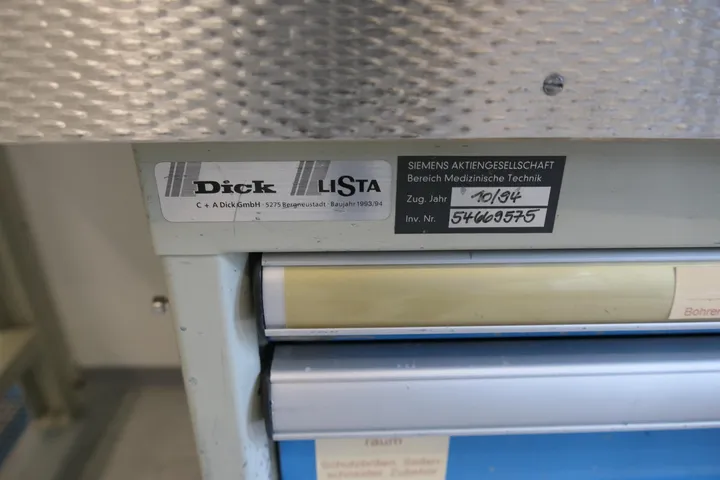 Dick LISTA
C. + A Dick GmbH · 5275 Bergneustadt · Baujahr 1993/94
SIEMENS AKTIENGESELLSCHAFT
Bereich Medizinische Technik
Zug. Jahr 10/94
Inv. Nr. 54669575
Bohrer
raum